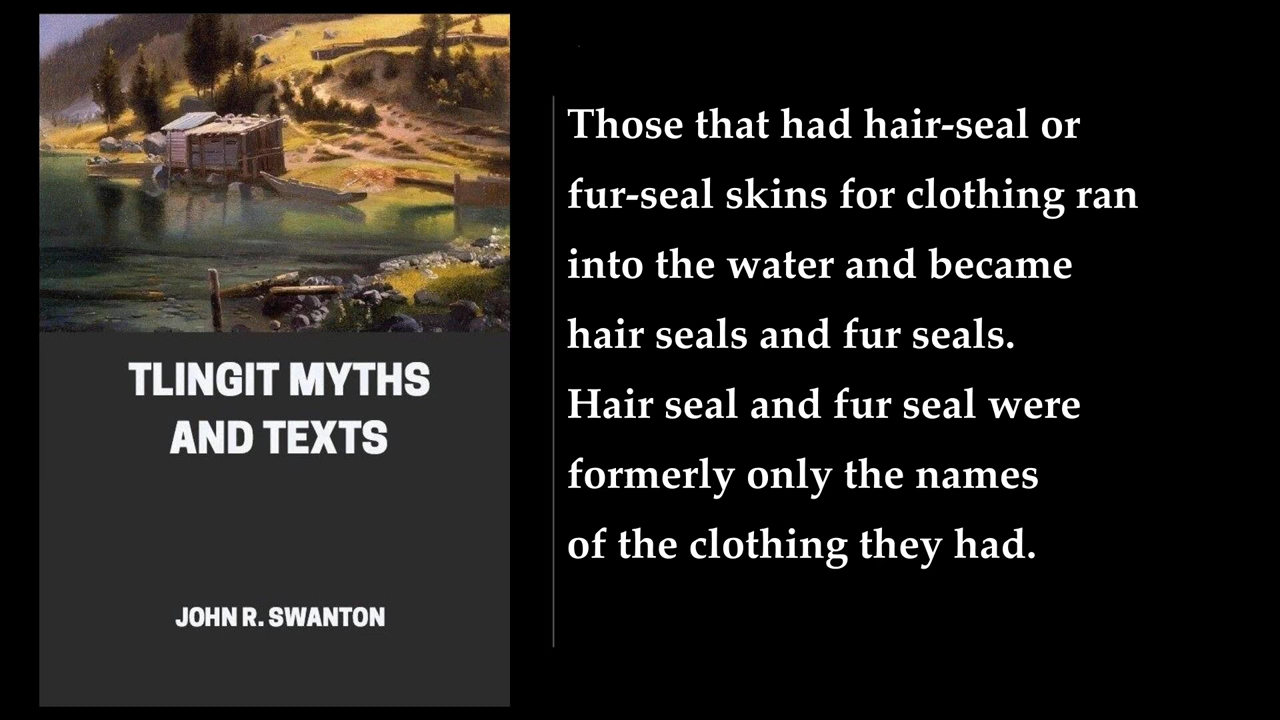 TLINGIT MYTHS
AND TEXTS
JOHN R. SWANTON
Those that had hair-seal or
fur-seal skins for clothing ran
into the water and became
hair seals and fur seals.
Hair seal and fur seal were
formerly only the names
of the clothing they had.